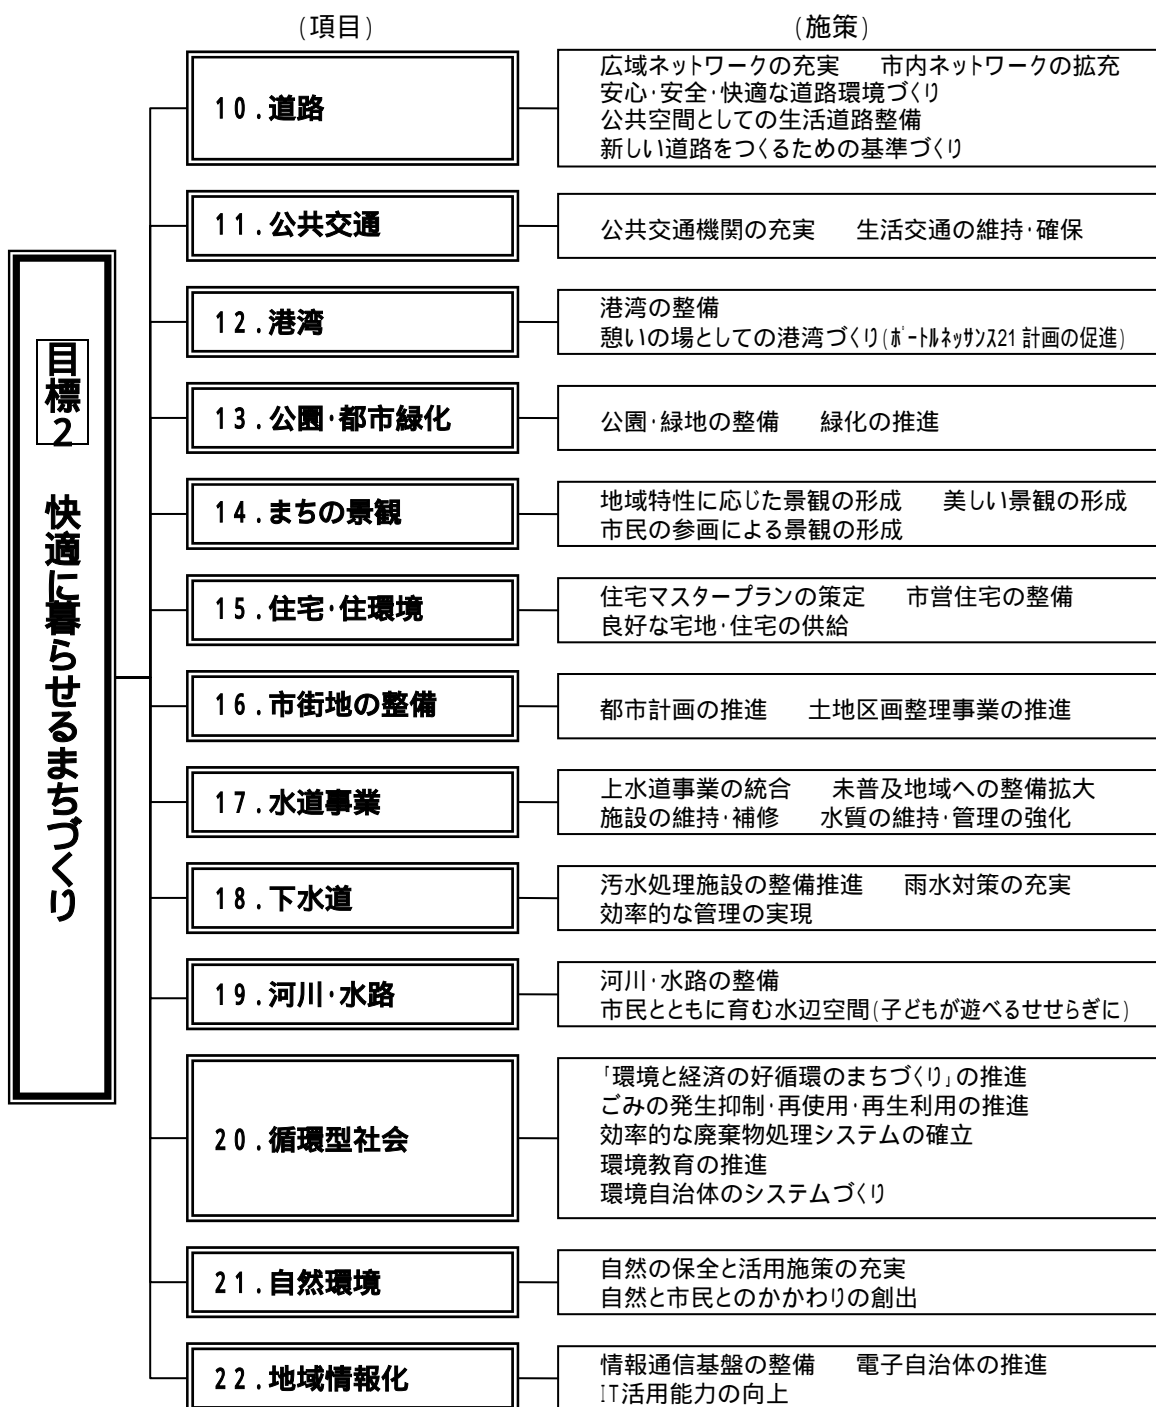 (項目)
(施策)
目標2 快適に暮らせるまちづくり
10.道路
広域ネットワークの充実 市内ネットワークの拡充
安心・安全・快適な道路環境づくり
公共空間としての生活道路整備
新しい道路をつくるための基準づくり
11.公共交通
公共交通機関の充実 生活交通の維持・確保
12.港湾
港湾の整備
憩いの場としての港湾づくり(ポートルネッサンス21計画の促進)
13.公園・都市緑化
公園・緑地の整備 緑化の推進
14.まちの景観
地域特性に応じた景観の形成 美しい景観の形成
市民の参画による景観の形成
15.住宅・住環境
住宅マスタープランの策定 市営住宅の整備
良好な宅地・住宅の供給
16.市街地の整備
都市計画の推進 土地区画整理事業の推進
17.水道事業
上水道事業の統合 未普及地域への整備拡大
施設の維持・補修 水質の維持・管理の強化
18.下水道
汚水処理施設の整備推進 雨水対策の充実
効率的な管理の実現
19.河川・水路
河川・水路の整備
市民とともに育む水辺空間(子どもが遊べるせせらぎに)
20.循環型社会
「環境と経済の好循環のまちづくり」の推進
ごみの発生抑制・再使用・再生利用の推進
効率的な廃棄物処理システムの確立
環境教育の推進
環境自治体のシステムづくり
21.自然環境
自然の保全と活用施策の充実
自然と市民とのかかわりの創出
22.地域情報化
情報通信基盤の整備 電子自治体の推進
IT活用能力の向上